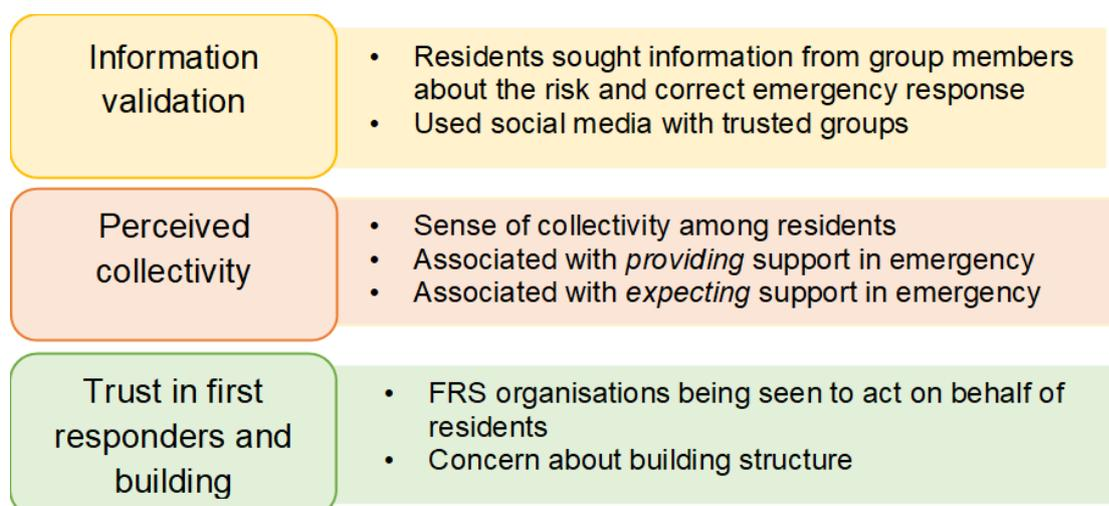 Information
validation
• Residents sought information from group members
about the risk and correct emergency response
• Used social media with trusted groups
Perceived
collectivity
• Sense of collectivity among residents
• Associated with providing support in emergency
• Associated with expecting support in emergency
Trust in first
responders and
building
• FRS organisations being seen to act on behalf of
residents
• Concern about building structure